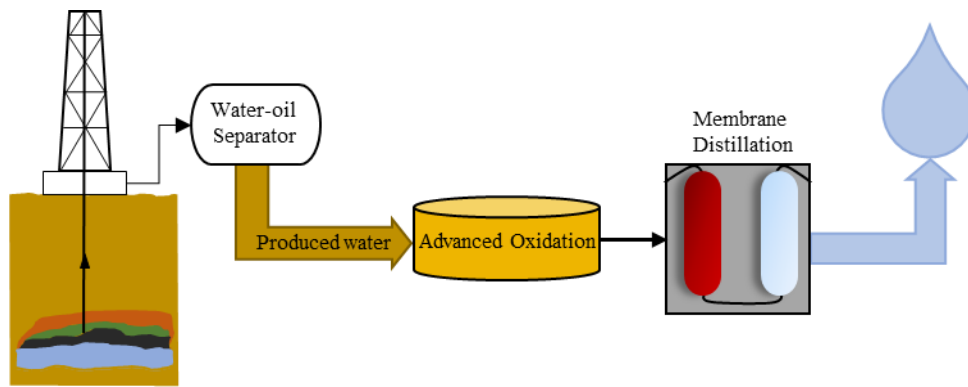 Water-oil
Separator
Produced water
Advanced Oxidation
Membrane
Distillation